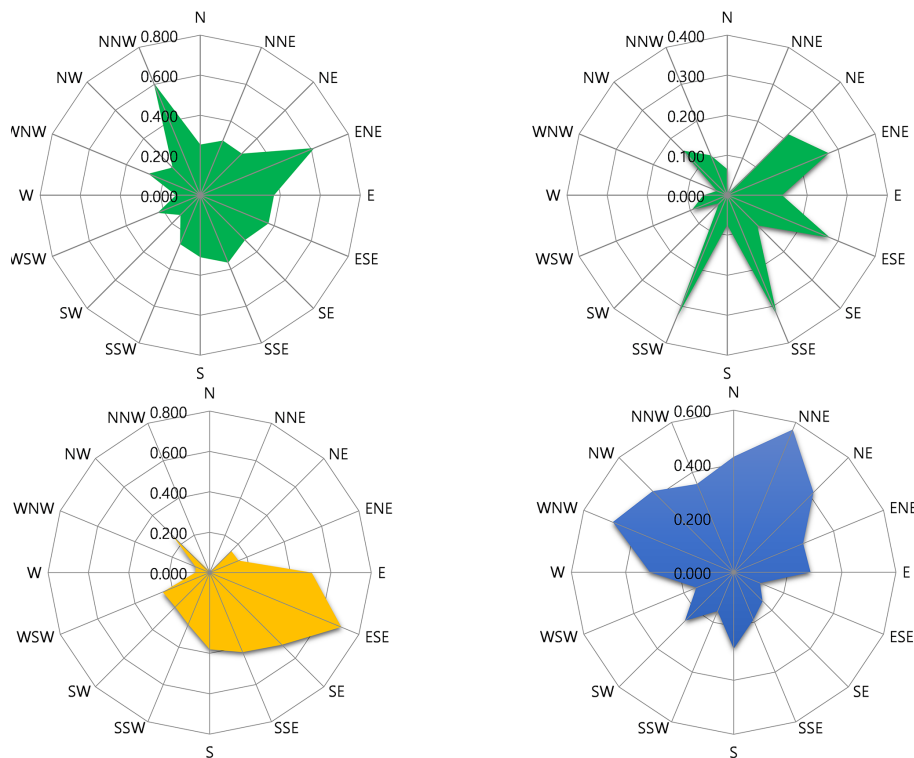 N
NNE
NE
ENE
E
ESE
SE
SSE
S
SSW
SW
WSW
W
WNW
NW
NNW
0.800
0.600
0.400
0.200
0.000
N
NNE
NE
ENE
E
ESE
SE
SSE
S
SSW
SW
WSW
W
WNW
NW
NNW
0.400
0.300
0.200
0.100
0.000
N
NNE
NE
ENE
E
ESE
SE
SSE
S
SSW
SW
WSW
W
WNW
NW
NNW
0.800
0.600
0.400
0.200
0.000
N
NNE
NE
ENE
E
ESE
SE
SSE
S
SSW
SW
WSW
W
WNW
NW
NNW
0.600
0.400
0.200
0.000